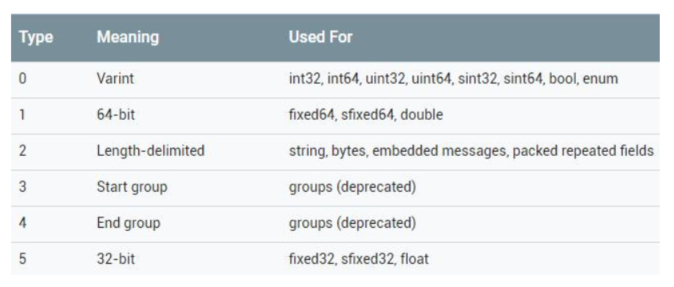 Type Meaning Used For
0 Varint int32, int64, uint32, uint64, sint32, sint64, bool, enum
1 64-bit fixed64, sfixed64, double
2 Length-delimited string, bytes, embedded messages, packed repeated fields
3 Start group groups (deprecated)
4 End group groups (deprecated)
5 32-bit fixed32, sfixed32, float